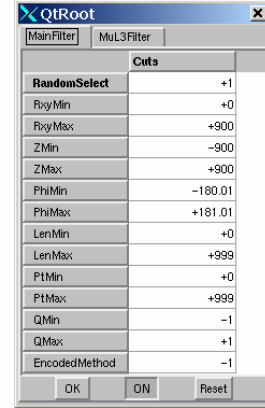 QtRoot
MainFilter MuL3Filter
Cuts
RandomSelect +1
RxyMin +0
RxyMax +900
ZMin −900
ZMax +900
PhiMin −180.01
PhiMax +181.01
LenMin +0
LenMax +999
PtMin +0
PtMax +999
QMin −1
QMax +1
EncodedMethod −1
OK ON Reset